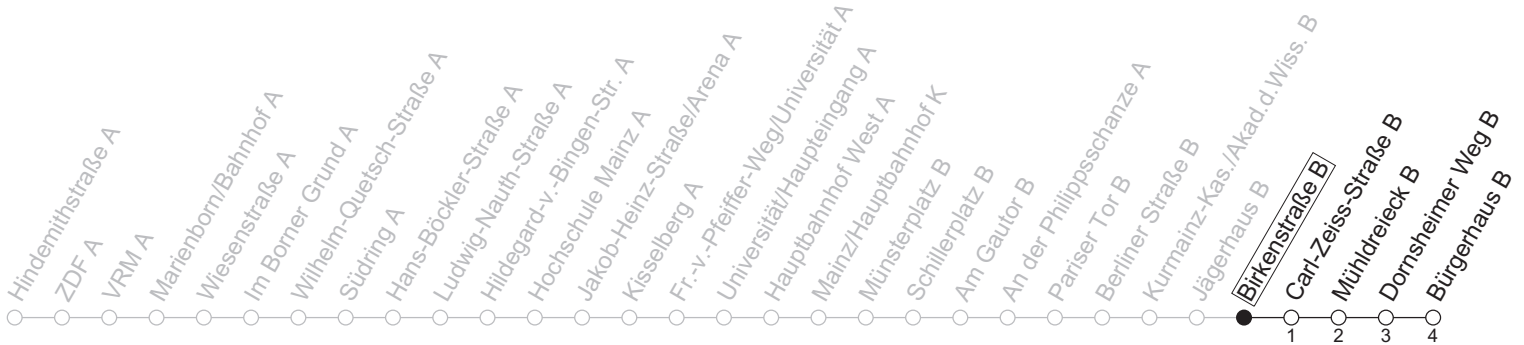 Hindemithstraße A
ZDF A
VRM A
Marienborn/Bahnhof A
Wiesenstraße A
Im Borner Grund A
Wilhelm-Quetsch-Straße A
Südring A
Hans-Böckler-Straße A
Ludwig-Nauth-Straße A
Hildegard-v.-Bingen-Str. A
Hochschule Mainz A
Jakob-Heinz-Straße/Arena A
Kisselberg A
Fr.-v.-Pfeiffer-Weg/Universität A
Universität/Haupteingang A
Hauptbahnhof West A
Mainz/Hauptbahnhof K
Münsterplatz B
Schillerplatz B
Am Gautor B
An der Philippsschanze A
Pariser Tor B
Berliner Straße B
Kurmainz-Kas./Akad.d.Wiss. B
Jägerhaus B
Birkenstraße B
Carl-Zeiss-Straße B
Mühldreieck B
Dornsheimer Weg B
Bürgerhaus B
1 2 3 4